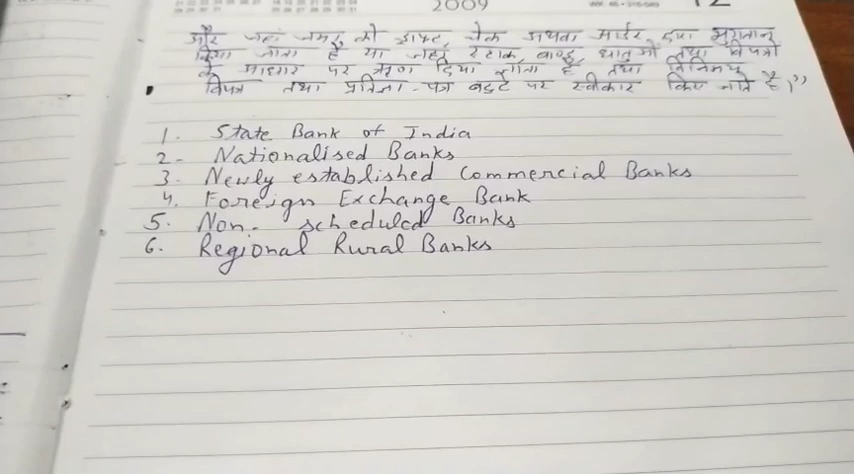 2009
और जहां जमा को ड्राफ्ट, चेक अथवा आर्डर द्वारा भुगतान
किया जाता है या जहां स्टाक, बाण्ड, धातुओं तथा विपत्रों
के आधार पर ऋण दिया जाता है, तथा विनिमय
विपत्र तथा प्रतिज्ञा-पत्र बट्टे पर स्वीकार किए जाते है।"
1. State Bank of India
2- Nationalised Banks
3. Newly established Commercial Banks
4. Foreign Exchange Bank
5. Non- scheduled Banks
6. Regional Rural Banks